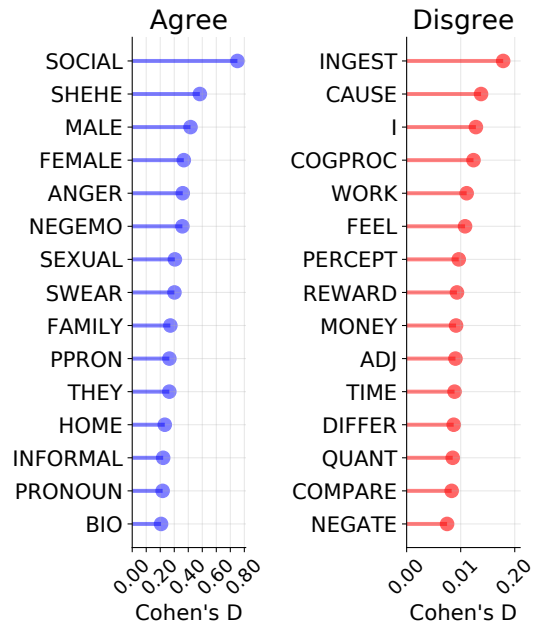 Agree
SOCIAL
SHEHE
MALE
FEMALE
ANGER
NEGEMO
SEXUAL
SWEAR
FAMILY
PPRON
THEY
HOME
INFORMAL
PRONOUN
BIO
0.00
0.20
0.40
0.60
0.80
Cohen's D
Disgree
INGEST
CAUSE
I
COGPROC
WORK
FEEL
PERCEPT
REWARD
MONEY
ADJ
TIME
DIFFER
QUANT
COMPARE
NEGATE
0.00
0.01
0.20
Cohen's D